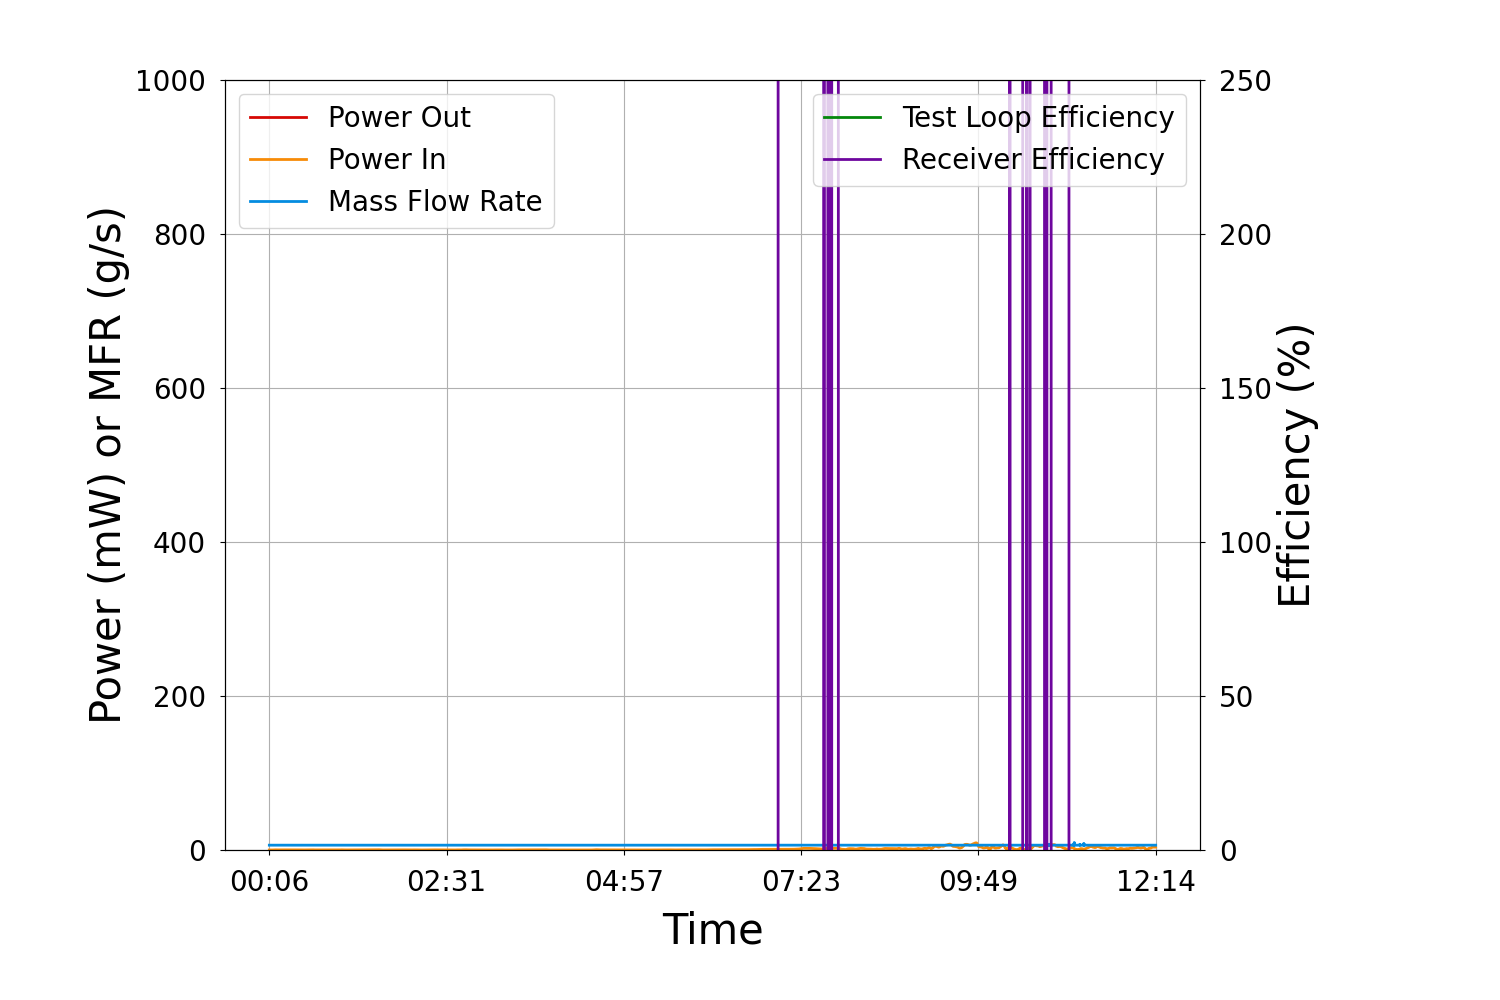 Power (mW) or MFR (g/s)
1000
800
600
400
200
0
Power Out
Power In
Mass Flow Rate
Test Loop Efficiency
Receiver Efficiency
250
200
150
100
50
0
Efficiency (%)
00:06 02:31 04:57 07:23 09:49 12:14
Time